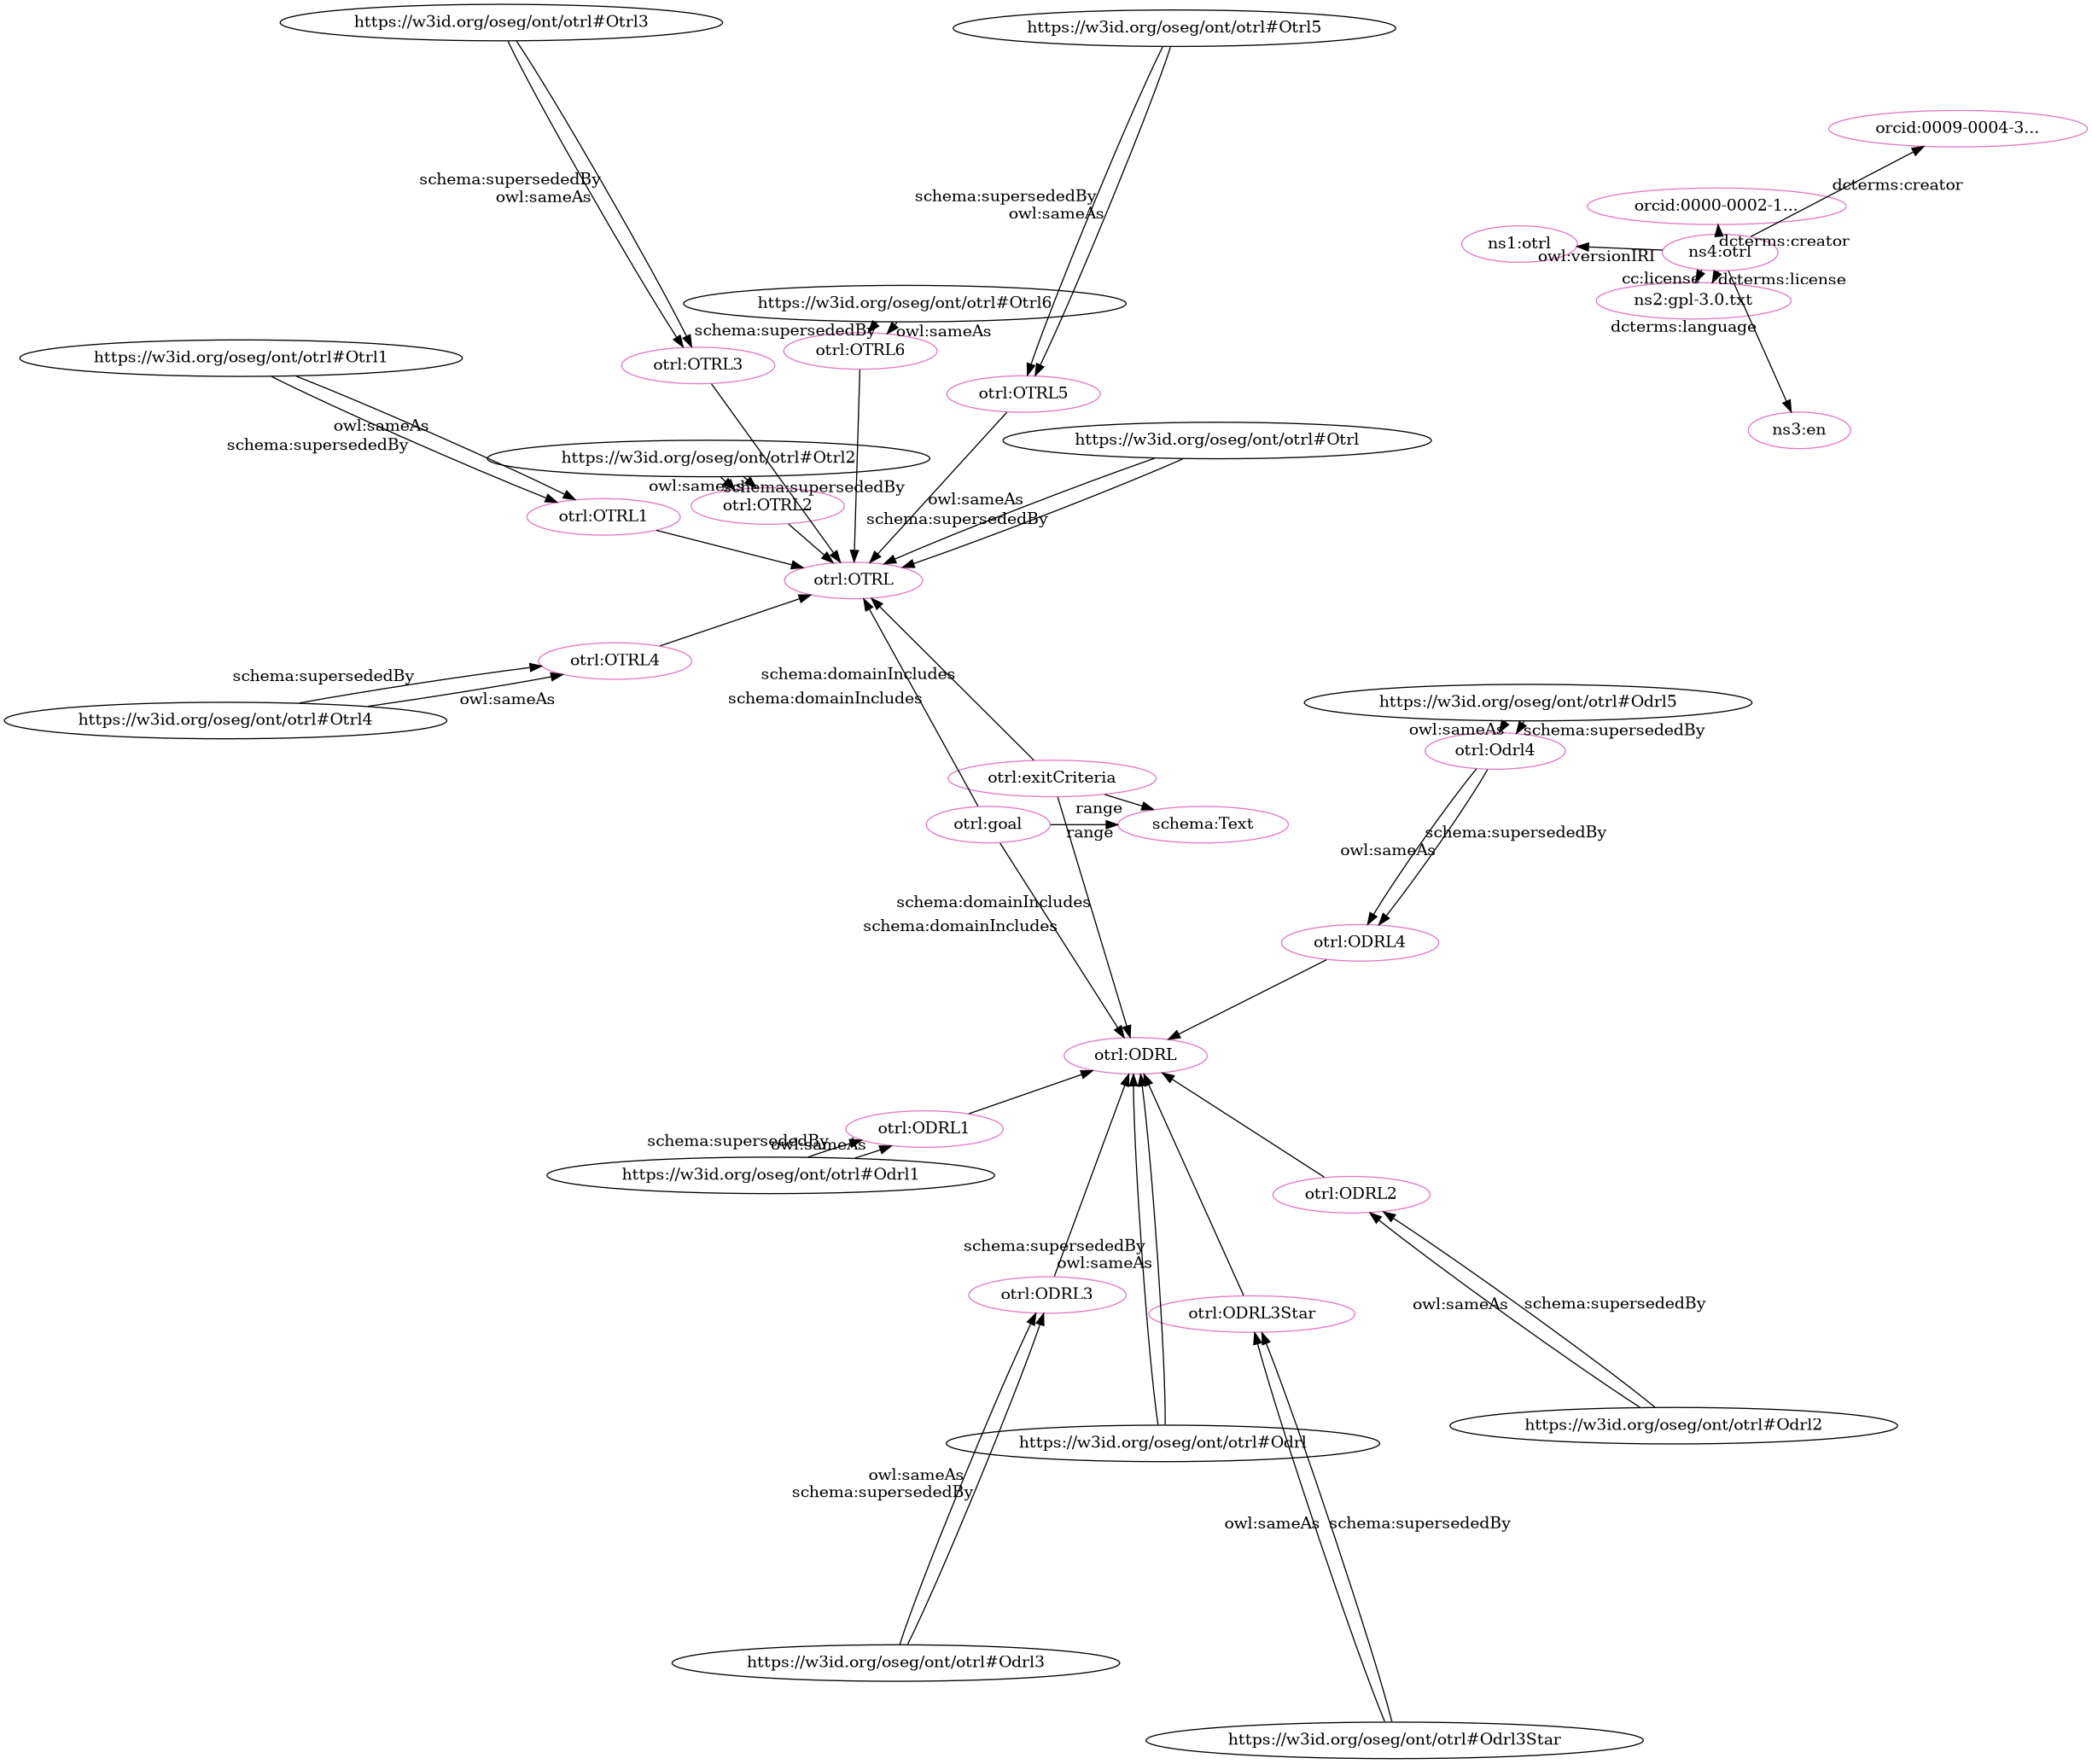 https://w3id.org/oseg/ont/otrl#Otrl3
https://w3id.org/oseg/ont/otrl#Otrl5
orcid:0009-0004-3...
schema:supersededBy
owl:sameAs
schema:supersededBy
owl:sameAs
dcterms:creator
orcid:0000-0002-1...
dcterms:creator
ns1:otrl
owl:versionIRI
ns4:otrl
cc:license
dcterms:license
ns2:gpl-3.0.txt
dcterms:language
ns3:en
https://w3id.org/oseg/ont/otrl#Otrl6
schema:supersededBy
owl:sameAs
otrl:OTRL6
https://w3id.org/oseg/ont/otrl#Otrl1
otrl:OTRL3
otrl:OTRL5
owl:sameAs
schema:supersededBy
https://w3id.org/oseg/ont/otrl#Otrl2
https://w3id.org/oseg/ont/otrl#Otrl
owl:sameAs
schema:supersededBy
otrl:OTRL2
otrl:OTRL1
owl:sameAs
schema:supersededBy
otrl:OTRL
otrl:OTRL4
schema:supersededBy
owl:sameAs
https://w3id.org/oseg/ont/otrl#Otrl4
schema:domainIncludes
schema:domainIncludes
https://w3id.org/oseg/ont/otrl#Odrl5
owl:sameAs
schema:supersededBy
otrl:Odrl4
otrl:exitCriteria
range
otrl:goal
range
schema:Text
schema:supersededBy
owl:sameAs
schema:domainIncludes
schema:domainIncludes
otrl:ODRL4
otrl:ODRL
otrl:ODRL1
schema:supersededBy
owl:sameAs
https://w3id.org/oseg/ont/otrl#Odrl1
otrl:ODRL2
schema:supersededBy
owl:sameAs
otrl:ODRL3
otrl:ODRL3Star
owl:sameAs
schema:supersededBy
https://w3id.org/oseg/ont/otrl#Odrl
https://w3id.org/oseg/ont/otrl#Odrl2
owl:sameAs
schema:supersededBy
owl:sameAs
schema:supersededBy
https://w3id.org/oseg/ont/otrl#Odrl3
https://w3id.org/oseg/ont/otrl#Odrl3Star